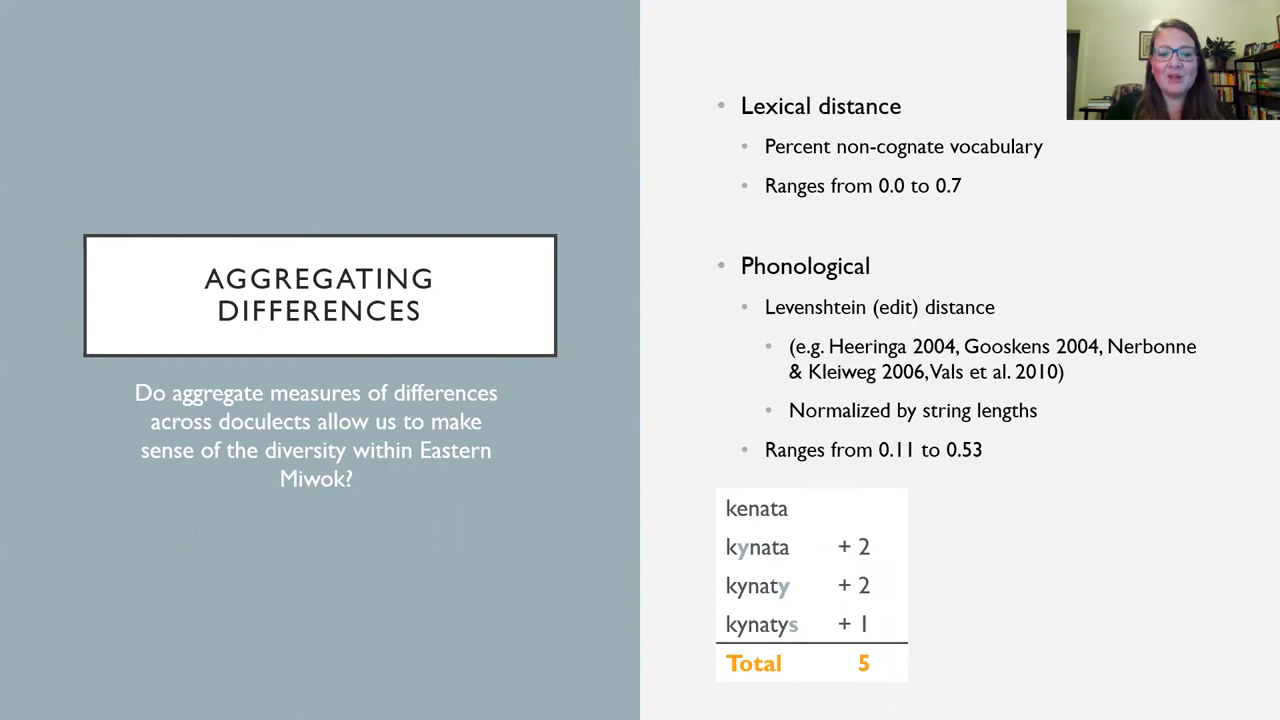 AGGREGATING
DIFFERENCES
Do aggregate measures of differences
across doculects allow us to make
sense of the diversity within Eastern
Miwok?
• Lexical distance
• Percent non-cognate vocabulary
• Ranges from 0.0 to 0.7
• Phonological
• Levenshtein (edit) distance
• (e.g. Heeringa 2004, Gooskens 2004, Nerbonne
& Kleiweg 2006, Vals et al. 2010)
• Normalized by string lengths
• Ranges from 0.11 to 0.53
kenata
kynata + 2
kynaty + 2
kynatys + 1
Total 5